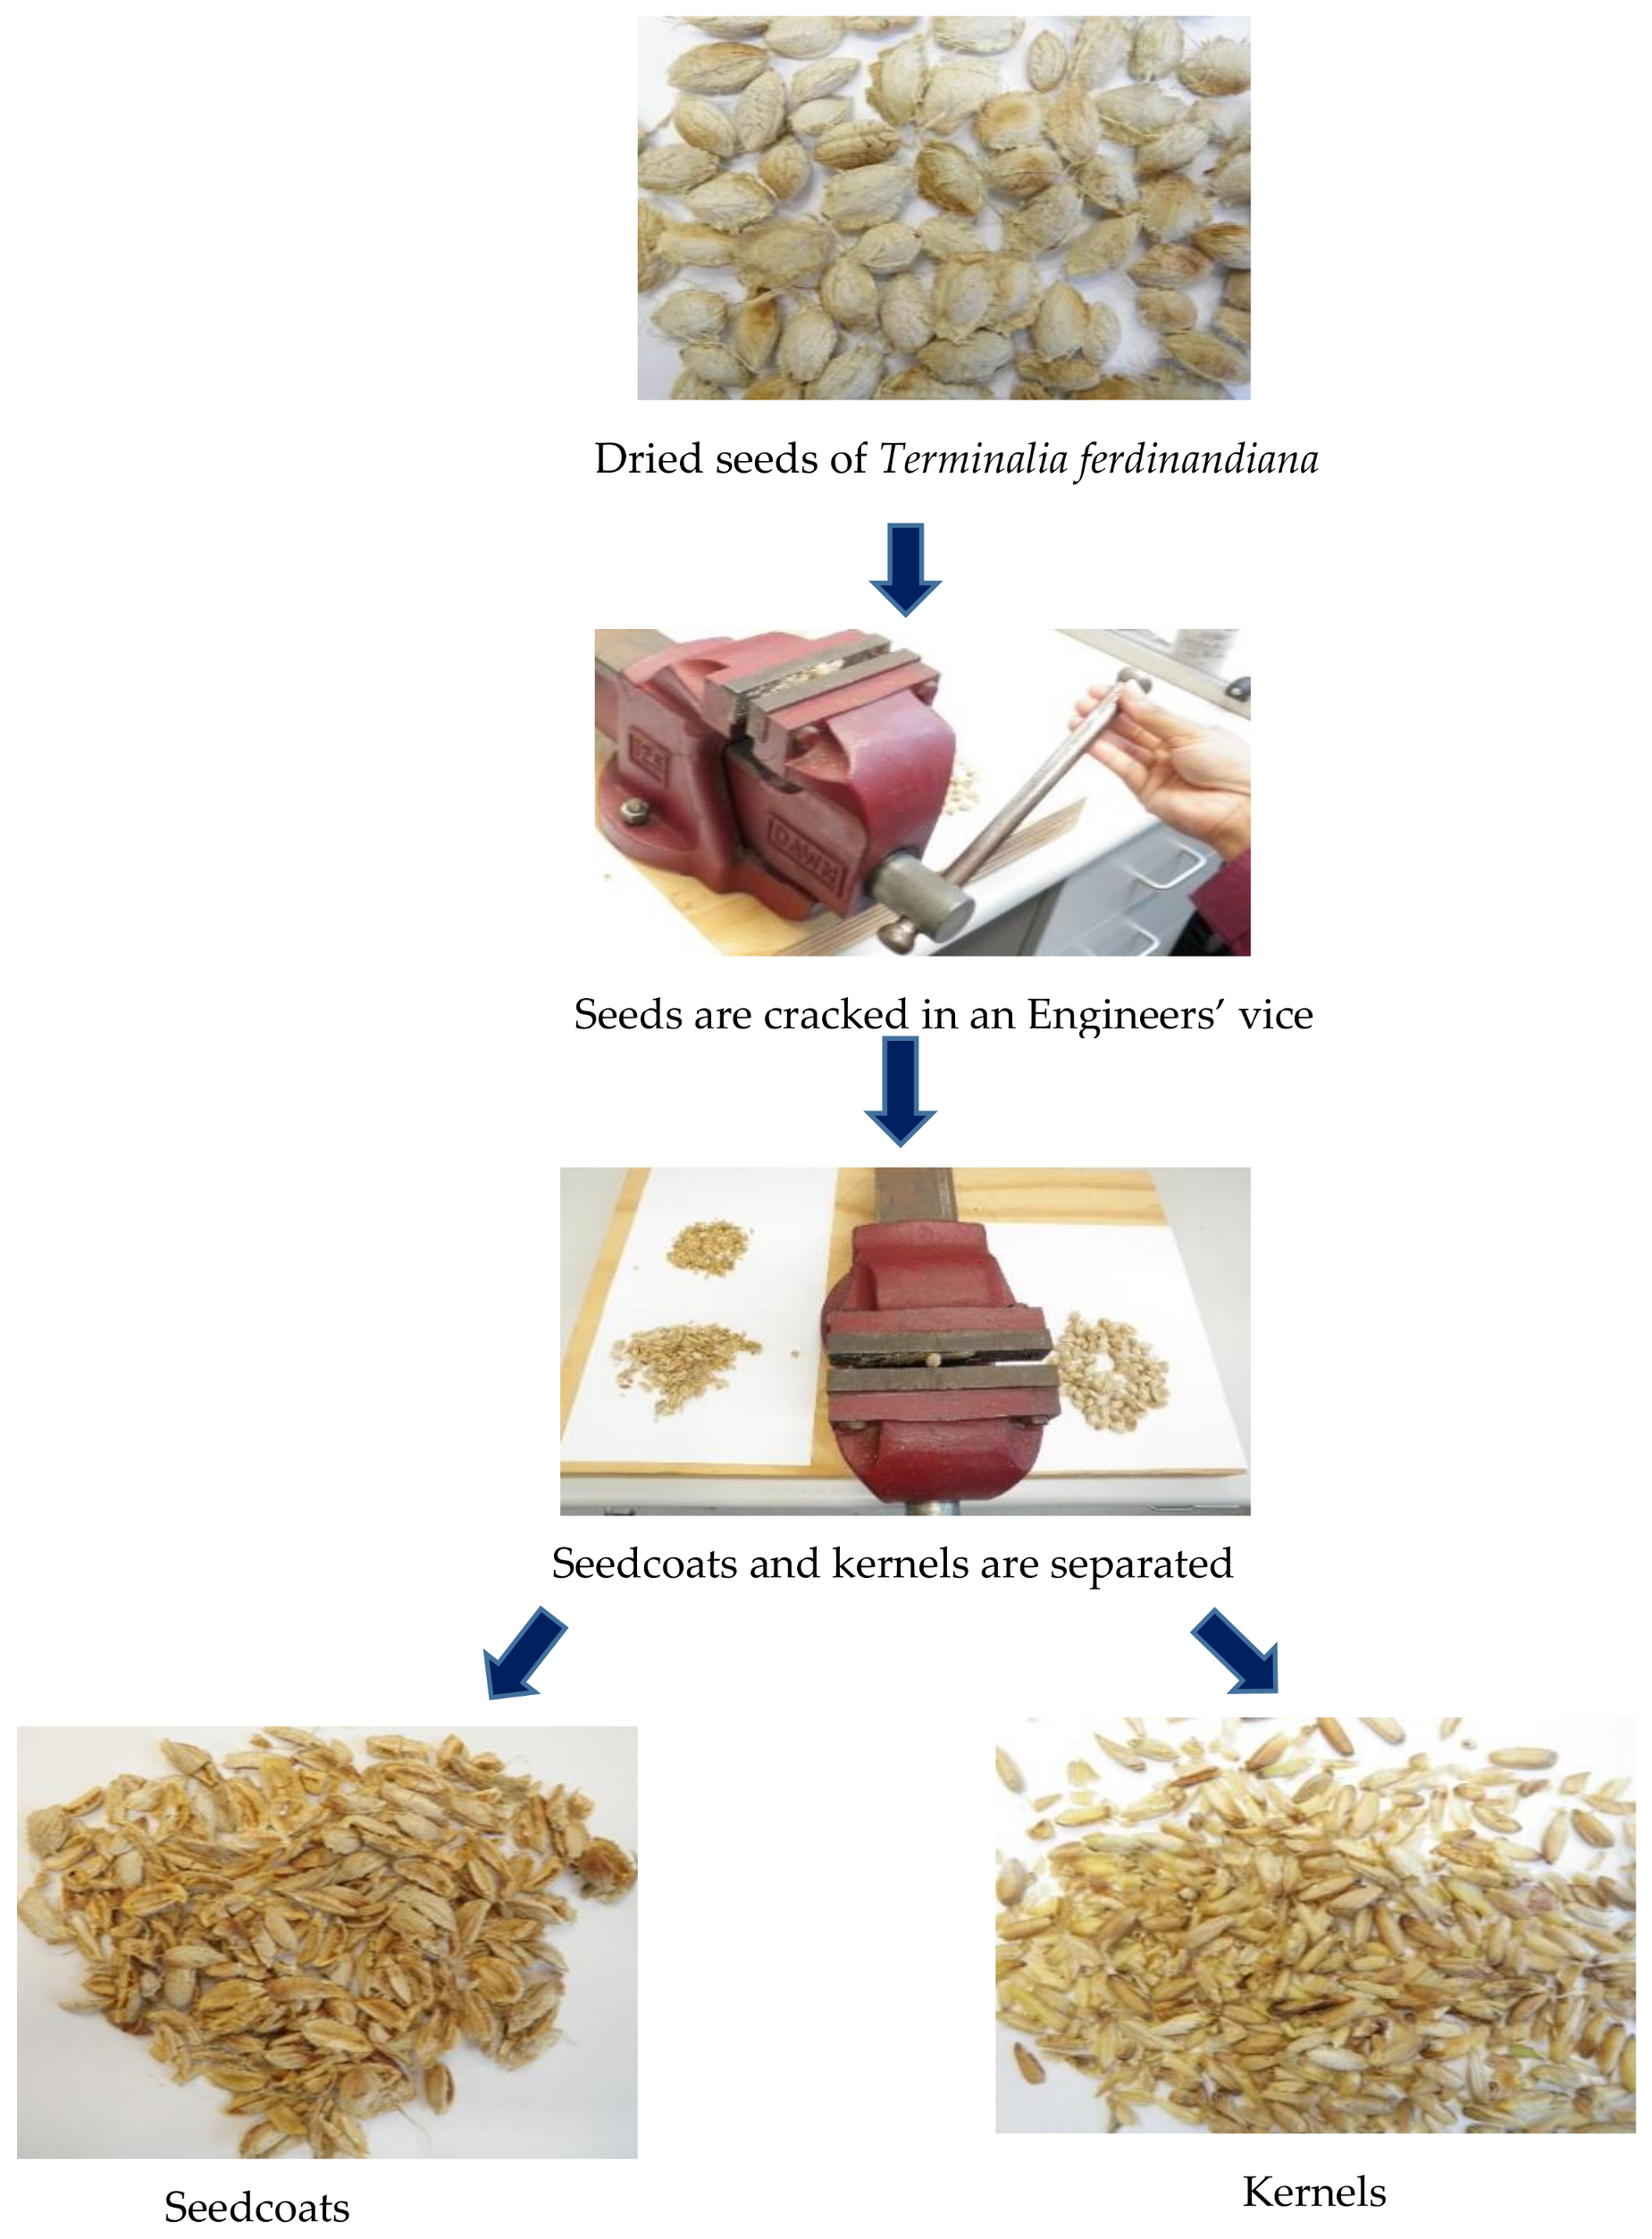 Dried seeds of Terminalia ferdinandiana
DAWN
Seeds are cracked in an Engineers’ vice
Seedcoats and kernels are separated
Seedcoats
Kernels